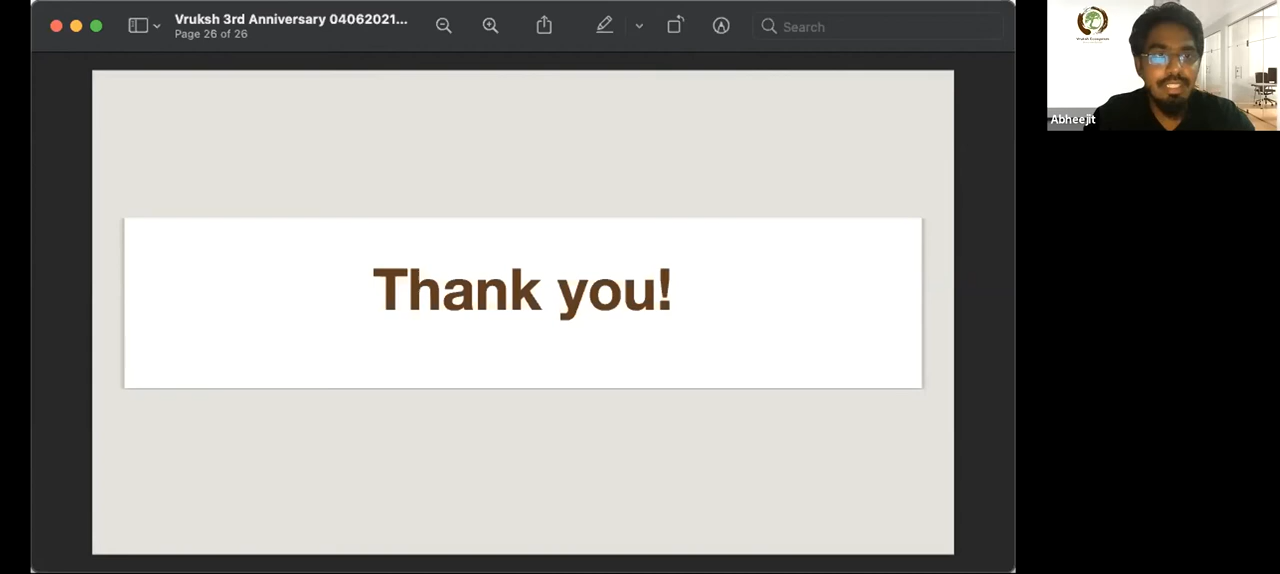 Vruksh 3rd Anniversary 04062021...
Page 26 of 26
Search
Thank you!
Abheejit